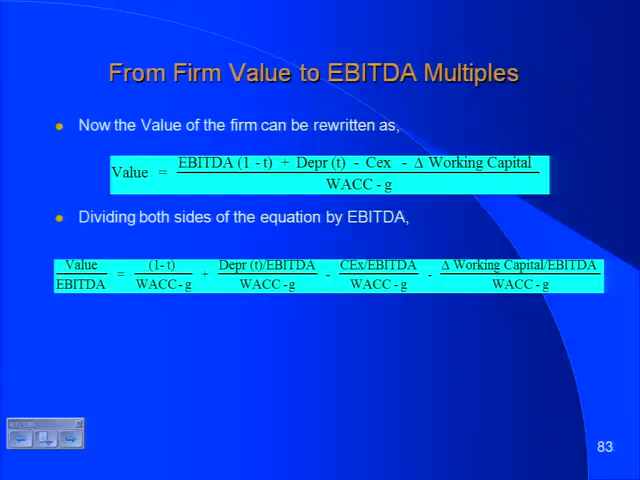 From Firm Value to EBITDA Multiples
Now the Value of the firm can be rewritten as,
Value = EBITDA (1 - t) + Depr (t) - Cex - Δ Working Capital / WACC - g
Dividing both sides of the equation by EBITDA,
Value / EBITDA = (1- t) / WACC - g + Depr (t)/EBITDA / WACC -g - CEx/EBITDA / WACC - g - Δ Working Capital/EBITDA / WACC - g
83